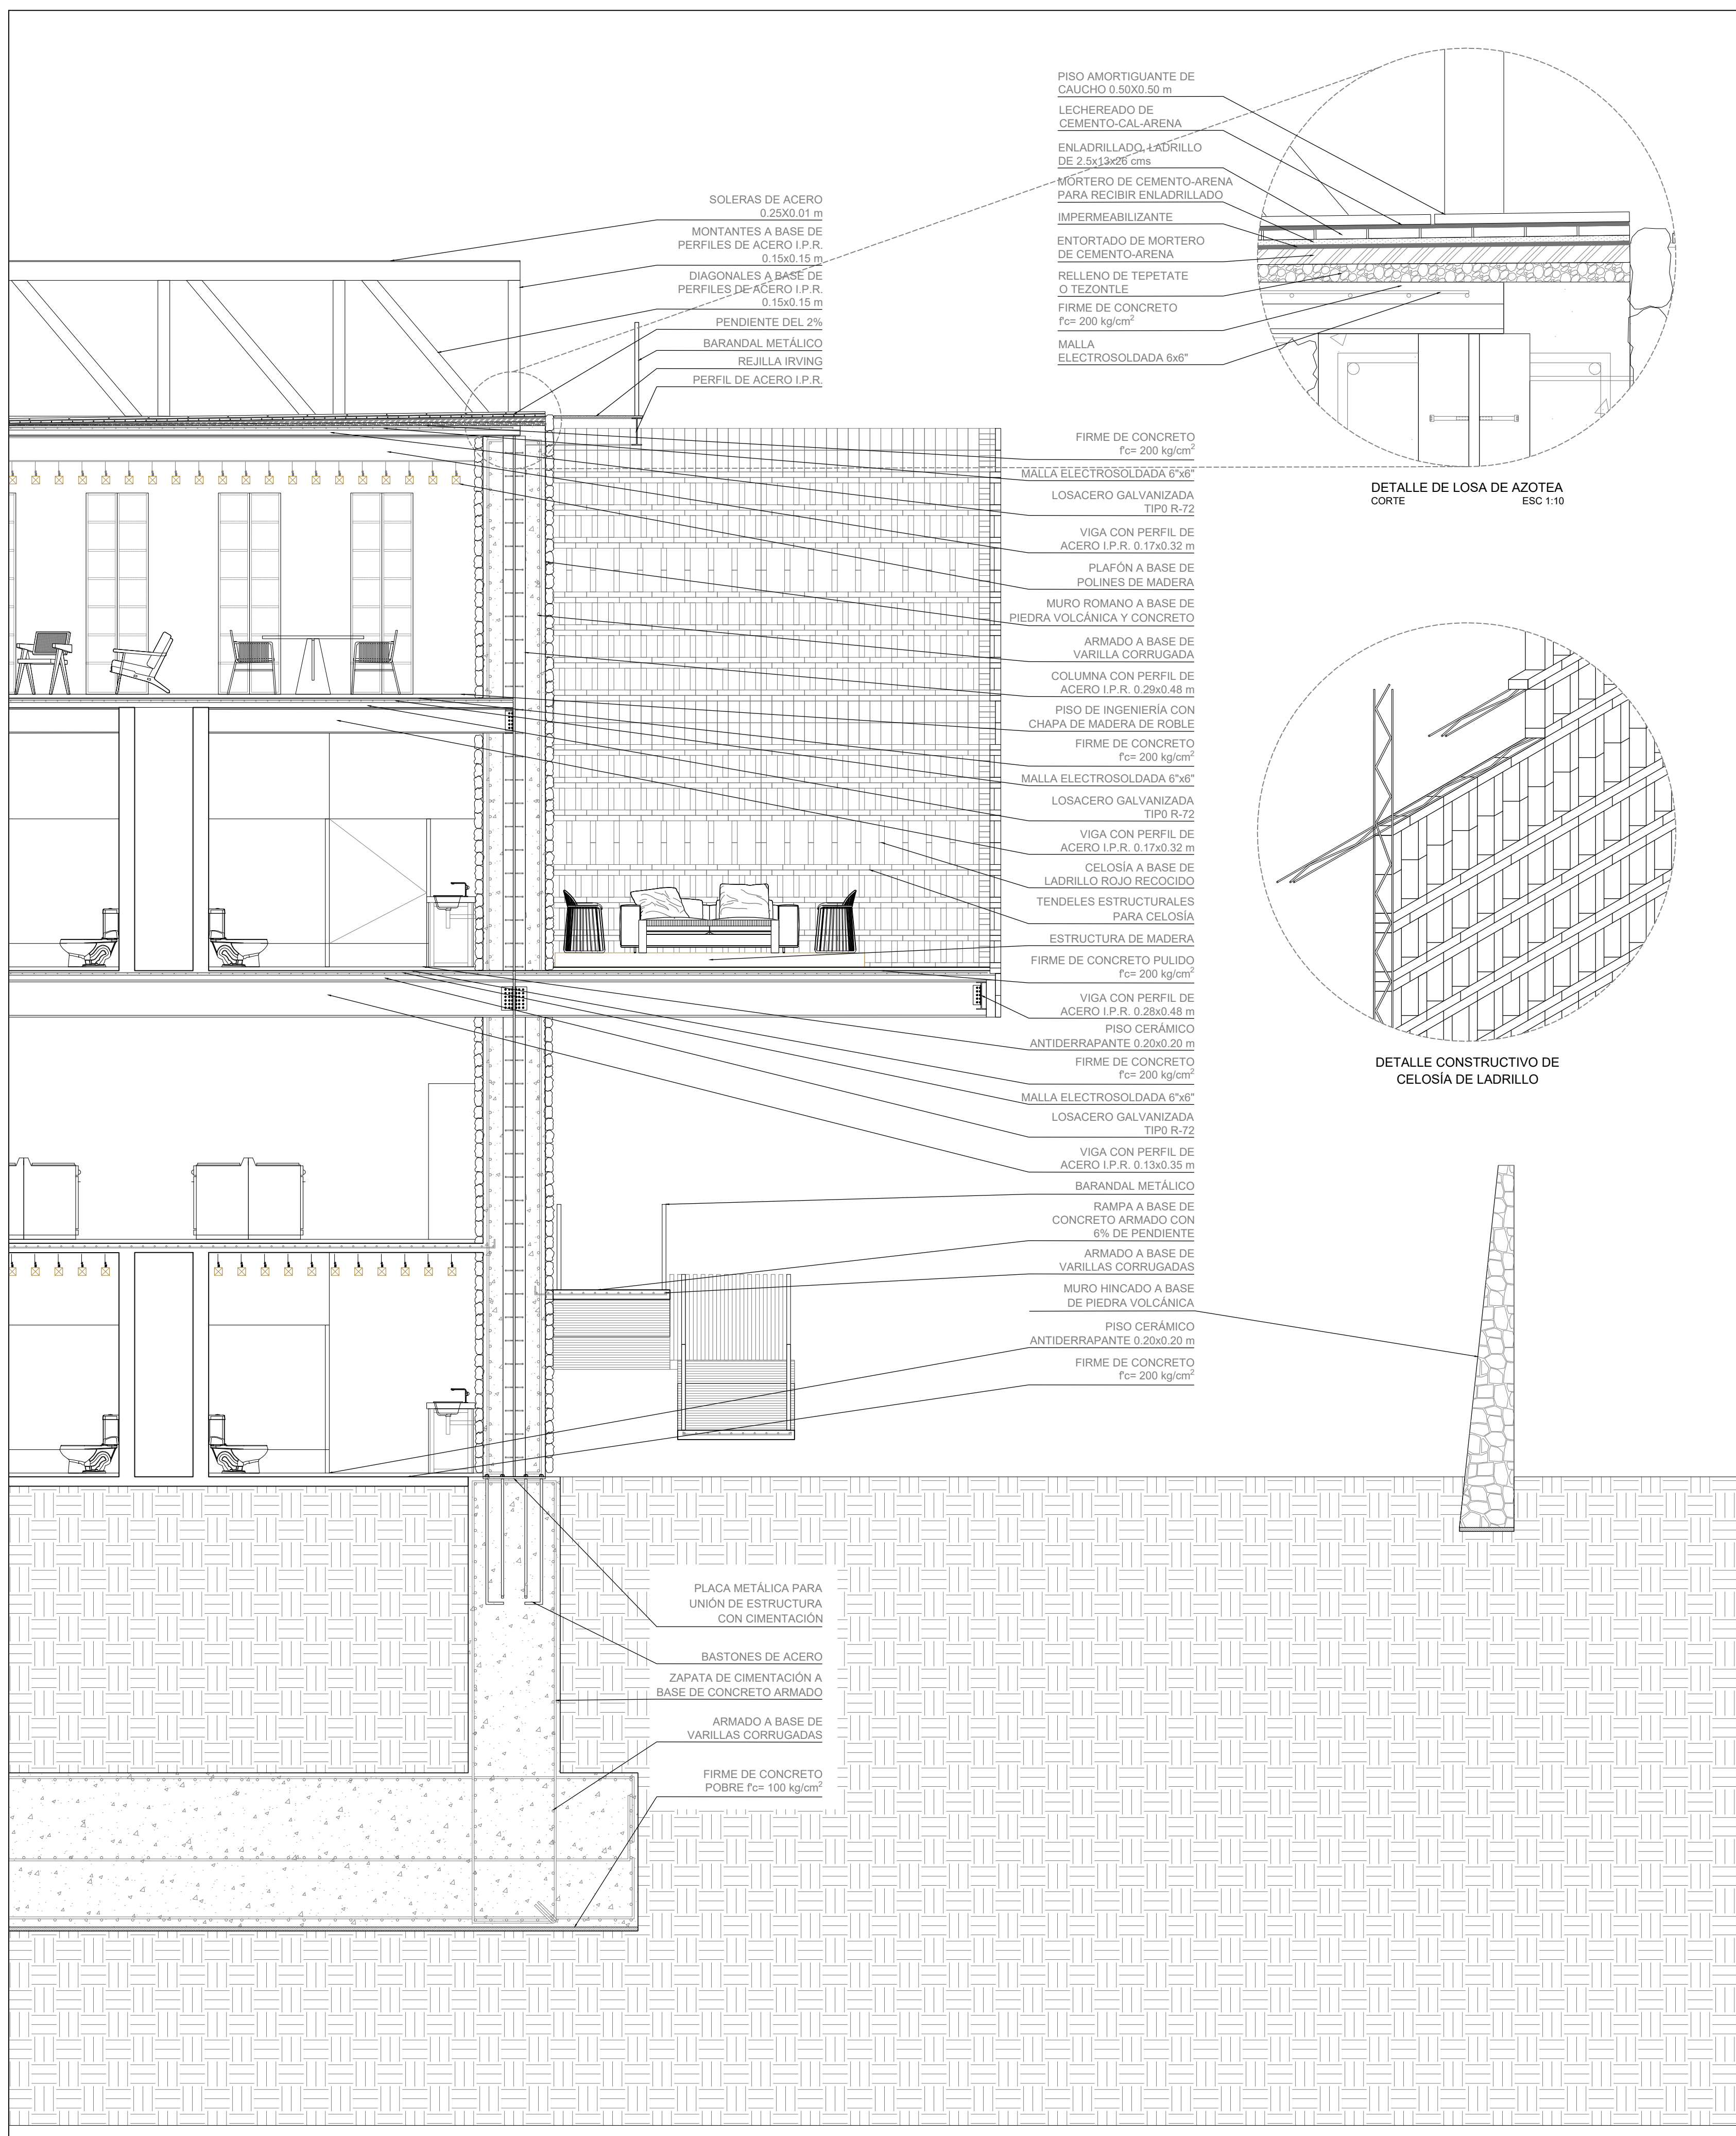 SOLERAS DE ACERO
0.25X0.01 m
MONTANTES A BASE DE
PERFILES DE ACERO I.P.R.
0.15x0.15 m
DIAGONALES A BASE DE
PERFILES DE ACERO I.P.R.
0.15x0.15 m
PENDIENTE DEL 2%
BARANDAL METÁLICO
REJILLA IRVING
PERFIL DE ACERO I.P.R.
PISO AMORTIGUANTE DE
CAUCHO 0.50X0.50 m
LECHEREADO DE
CEMENTO-CAL-ARENA
ENLADRILLADO, LADRILLO
DE 2.5x13x26 cms
MORTERO DE CEMENTO-ARENA
PARA RECIBIR ENLADRILLADO
IMPERMEABILIZANTE
ENTORTADO DE MORTERO
DE CEMENTO-ARENA
RELLENO DE TEPETATE
O TEZONTLE
FIRME DE CONCRETO
f'c= 200 kg/cm²
MALLA
ELECTROSOLDADA 6x6"
DETALLE DE LOSA DE AZOTEA
CORTE ESC 1:10
FIRME DE CONCRETO
f'c= 200 kg/cm²
MALLA ELECTROSOLDADA 6"x6"
LOSACERO GALVANIZADA
TIP0 R-72
VIGA CON PERFIL DE
ACERO I.P.R. 0.17x0.32 m
PLAFÓN A BASE DE
POLINES DE MADERA
MURO ROMANO A BASE DE
PIEDRA VOLCÁNICA Y CONCRETO
ARMADO A BASE DE
VARILLA CORRUGADA
COLUMNA CON PERFIL DE
ACERO I.P.R. 0.29x0.48 m
PISO DE INGENIERÍA CON
CHAPA DE MADERA DE ROBLE
FIRME DE CONCRETO
f'c= 200 kg/cm²
MALLA ELECTROSOLDADA 6"x6"
LOSACERO GALVANIZADA
TIP0 R-72
VIGA CON PERFIL DE
ACERO I.P.R. 0.17x0.32 m
CELOSÍA A BASE DE
LADRILLO ROJO RECOCIDO
TENDELES ESTRUCTURALES
PARA CELOSÍA
ESTRUCTURA DE MADERA
FIRME DE CONCRETO PULIDO
f'c= 200 kg/cm²
VIGA CON PERFIL DE
ACERO I.P.R. 0.28x0.48 m
PISO CERÁMICO
ANTIDERRAPANTE 0.20x0.20 m
FIRME DE CONCRETO
f'c= 200 kg/cm²
MALLA ELECTROSOLDADA 6"x6"
LOSACERO GALVANIZADA
TIP0 R-72
VIGA CON PERFIL DE
ACERO I.P.R. 0.13x0.35 m
BARANDAL METÁLICO
RAMPA A BASE DE
CONCRETO ARMADO CON
6% DE PENDIENTE
ARMADO A BASE DE
VARILLAS CORRUGADAS
MURO HINCADO A BASE
DE PIEDRA VOLCÁNICA
PISO CERÁMICO
ANTIDERRAPANTE 0.20x0.20 m
FIRME DE CONCRETO
f'c= 200 kg/cm²
DETALLE CONSTRUCTIVO DE
CELOSÍA DE LADRILLO
PLACA METÁLICA PARA
UNIÓN DE ESTRUCTURA
CON CIMENTACIÓN
BASTONES DE ACERO
ZAPATA DE CIMENTACIÓN A
BASE DE CONCRETO ARMADO
ARMADO A BASE DE
VARILLAS CORRUGADAS
FIRME DE CONCRETO
POBRE f'c= 100 kg/cm²